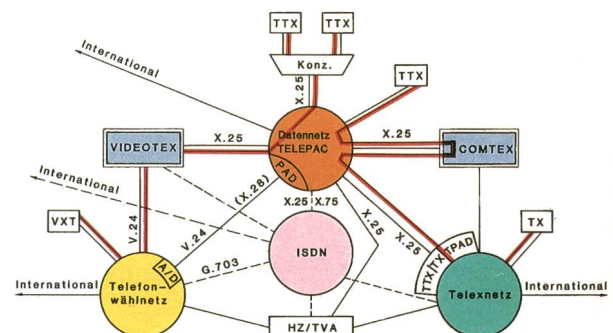 TTX
TTX
Konz.
International
X.25
TTX
Datennetz
TELEPAC
X.25
X.25
VIDEOTEX
COMTEX
PAD
(X.28)
X.25
X.75
International
V.24
V.24
X.25
X.25
VXT
ISDN
TX
G.703
A/D
TTX/TX
TPAD
International
Telefon-
wählnetz
Telexnetz
International
HZ/TVA